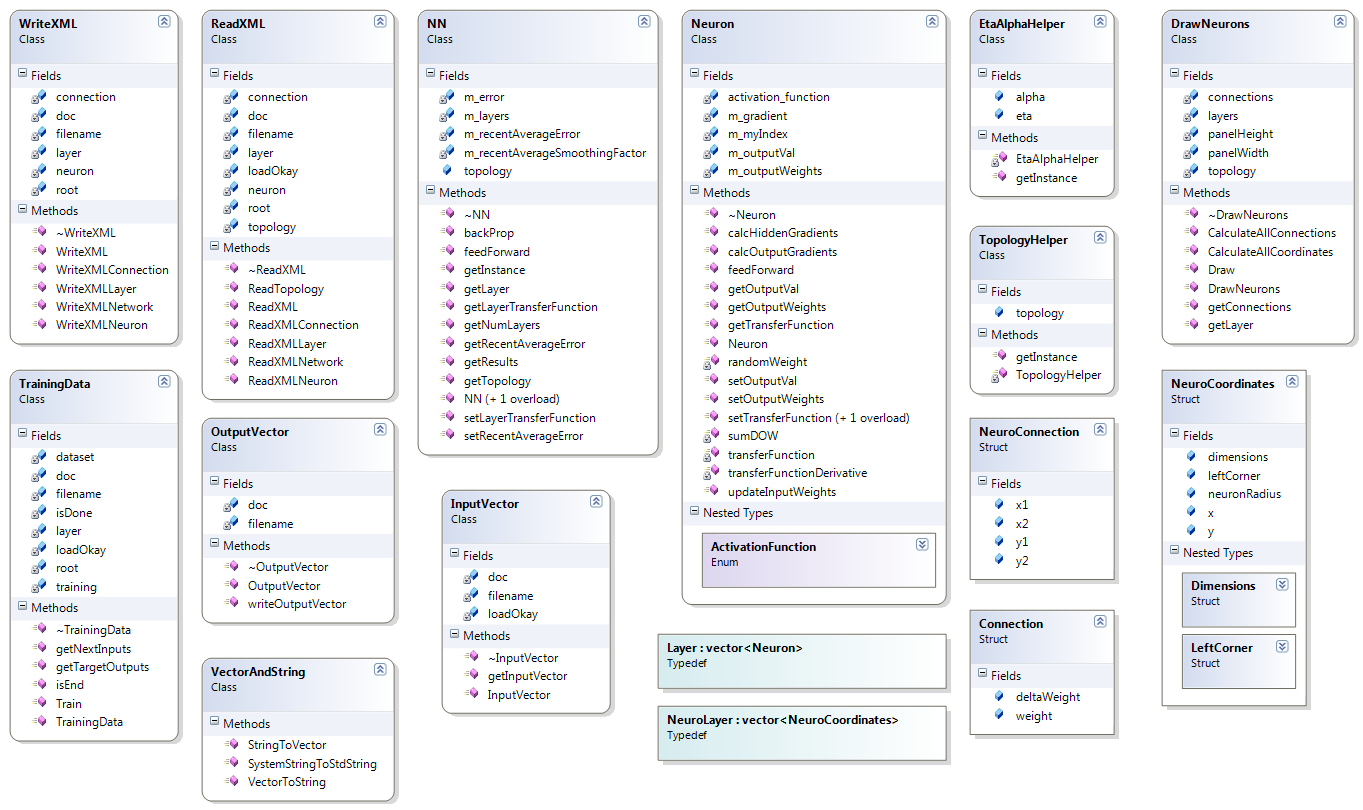 WriteXML
Class
Fields
connection
doc
filename
layer
neuron
root
Methods
~WriteXML
WriteXML
WriteXMLConnection
WriteXMLLayer
WriteXMLNetwork
WriteXMLNeuron
TrainingData
Class
Fields
dataset
doc
filename
isDone
layer
loadOkay
root
training
Methods
~TrainingData
getNextInputs
getTargetOutputs
isEnd
Train
TrainingData
ReadXML
Class
Fields
connection
doc
filename
layer
loadOkay
neuron
root
topology
Methods
~ReadXML
ReadTopology
ReadXML
ReadXMLConnection
ReadXMLLayer
ReadXMLNetwork
ReadXMLNeuron
OutputVector
Class
Fields
doc
filename
Methods
~OutputVector
OutputVector
writeOutputVector
VectorAndString
Class
Methods
StringToVector
SystemStringToStdString
VectorToString
NN
Class
Fields
m_error
m_layers
m_recentAverageError
m_recentAverageSmoothingFactor
topology
Methods
~NN
backProp
feedForward
getInstance
getLayer
getLayerTransferFunction
getNumLayers
getRecentAverageError
getResults
getTopology
NN (+ 1 overload)
setLayerTransferFunction
setRecentAverageError
InputVector
Class
Fields
doc
filename
loadOkay
Methods
~InputVector
getInputVector
InputVector
Neuron
Class
Fields
activation_function
m_gradient
m_myIndex
m_outputVal
m_outputWeights
Methods
~Neuron
calcHiddenGradients
calcOutputGradients
feedForward
getOutputVal
getOutputWeights
getTransferFunction
Neuron
randomWeight
setOutputVal
setOutputWeights
setTransferFunction (+ 1 overload)
sumDOW
transferFunction
transferFunctionDerivative
updateInputWeights
Nested Types
ActivationFunction
Enum
Layer : vector<Neuron>
Typedef
NeuroLayer : vector<NeuroCoordinates>
Typedef
EtaAlphaHelper
Class
Fields
alpha
eta
Methods
EtaAlphaHelper
getInstance
TopologyHelper
Class
Fields
topology
Methods
getInstance
TopologyHelper
NeuroConnection
Struct
Fields
x1
x2
y1
y2
Connection
Struct
Fields
deltaWeight
weight
DrawNeurons
Class
Fields
connections
layers
panelHeight
panelWidth
topology
Methods
~DrawNeurons
CalculateAllConnections
CalculateAllCoordinates
Draw
DrawNeurons
getConnections
getLayer
NeuroCoordinates
Struct
Fields
dimensions
leftCorner
neuronRadius
x
y
Nested Types
Dimensions
Struct
LeftCorner
Struct